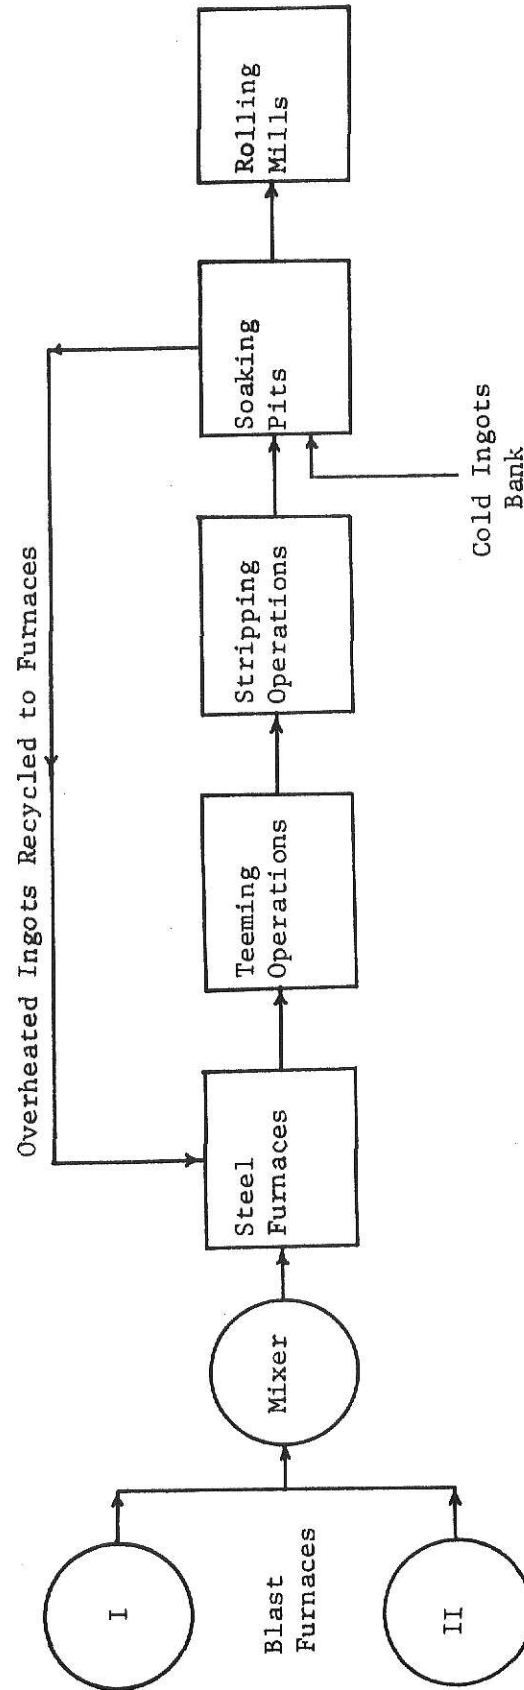 Overheated Ingots Recycled to Furnaces
I
Blast
Furnaces
II
Mixer
Steel
Furnaces
Teeming
Operations
Stripping
Operations
Soaking
Pits
Rolling
Mills
Cold Ingots
Bank